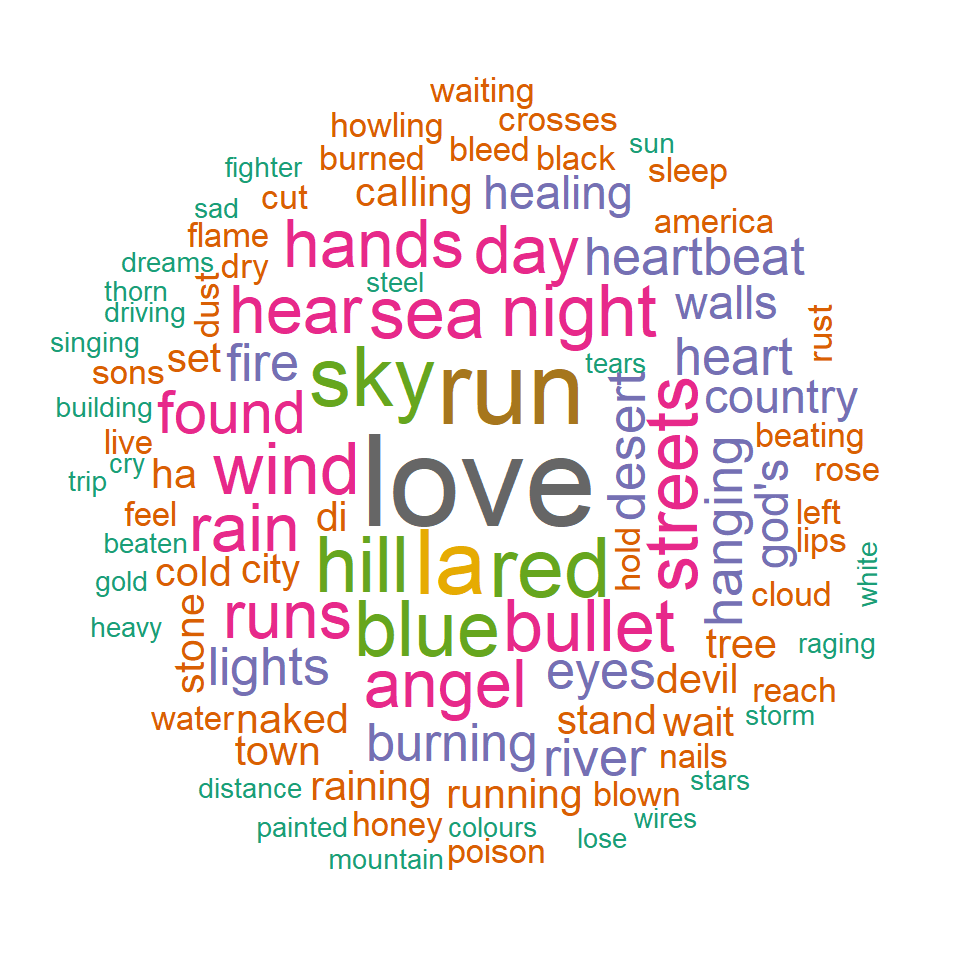 waiting
howling
crosses
burned
bleed
black
sun
fighter
sleep
cut
calling
healing
sad
america
flame
hands
day
heartbeat
dreams
dry
steel
thorn
dust
hear
sea
night
walls
driving
rust
singing
sons
set
fire
sky
run
tears
heart
building
found
desert
streets
country
live
cry
trip
ha
wind
love
hanging
god's
beating
rose
feel
rain
di
left
beaten
lips
gold
cold
city
hill
la
red
hold
cloud
white
heavy
stone
runs
blue
bullet
tree
raging
lights
angel
eyes
devil
reach
water
naked
stand
wait
storm
town
burning
river
nails
stars
distance
raining
running
blown
painted
honey
colours
lose
wires
mountain
poison